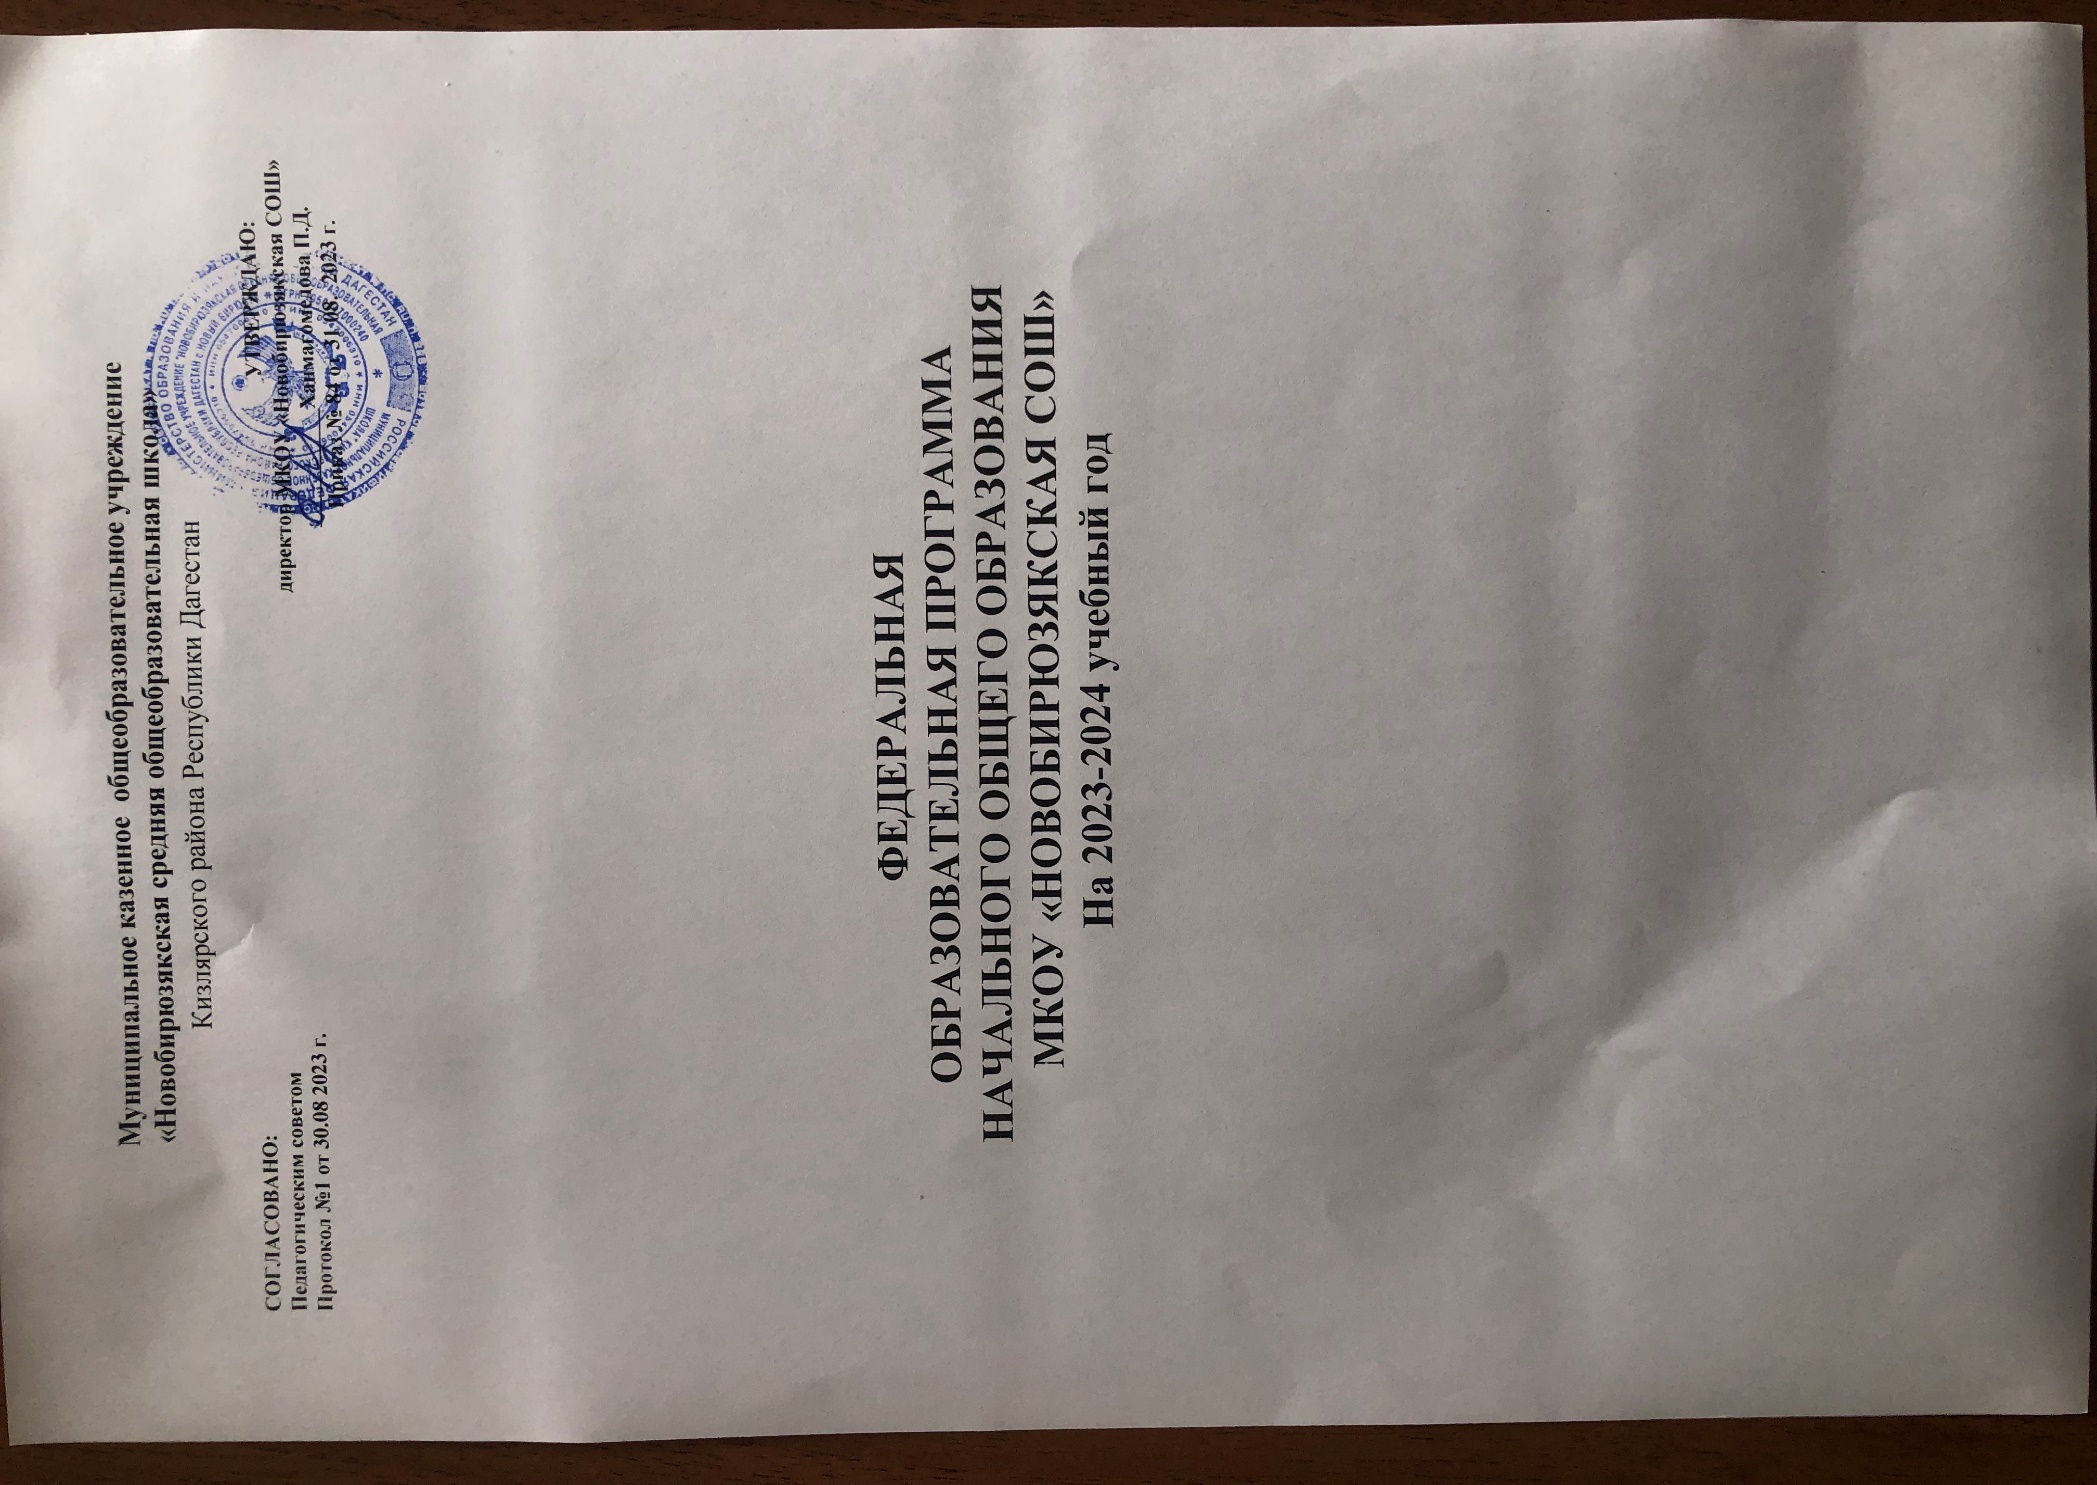 Муниципальное казенное общеобразовательное учреждение
«Новобирюзякская средняя общеобразовательная школа»
Кизлярского района Республики Дагестан
СОГЛАСОВАНО:
Педагогическим советом
Протокол №1 от 30.08 2023 г.
УТВЕРЖДАЮ:
директор МКОУ «Новобирюзякская СОШ»
Ханмагомедова П.Д.
Приказ № 84 от 31.08. 2023 г.
ФЕДЕРАЛЬНАЯ
ОБРАЗОВАТЕЛЬНАЯ ПРОГРАММА
НАЧАЛЬНОГО ОБЩЕГО ОБРАЗОВАНИЯ
МКОУ «НОВОБИРЮЗЯКСКАЯ СОШ»
На 2023-2024 учебный год